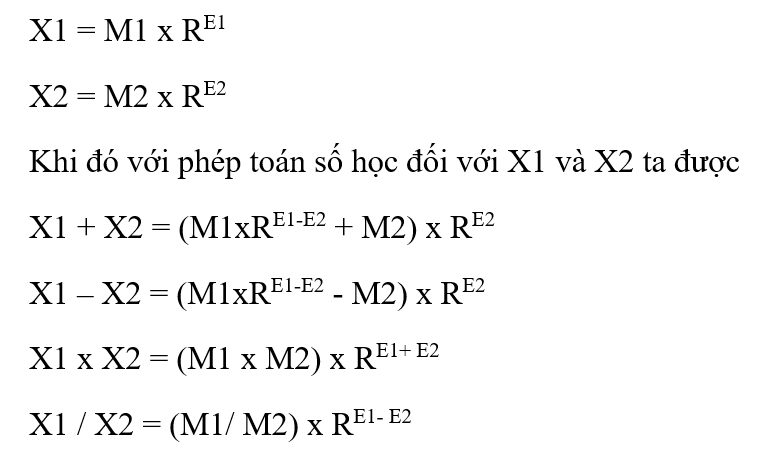 X1 = M1 x R^E1
X2 = M2 x R^E2
Khi đó với phép toán số học đối với X1 và X2 ta được
X1 + X2 = (M1xR^E1-E2 + M2) x R^E2
X1 – X2 = (M1xR^E1-E2 - M2) x R^E2
X1 x X2 = (M1 x M2) x R^E1+ E2
X1 / X2 = (M1/ M2) x R^E1- E2